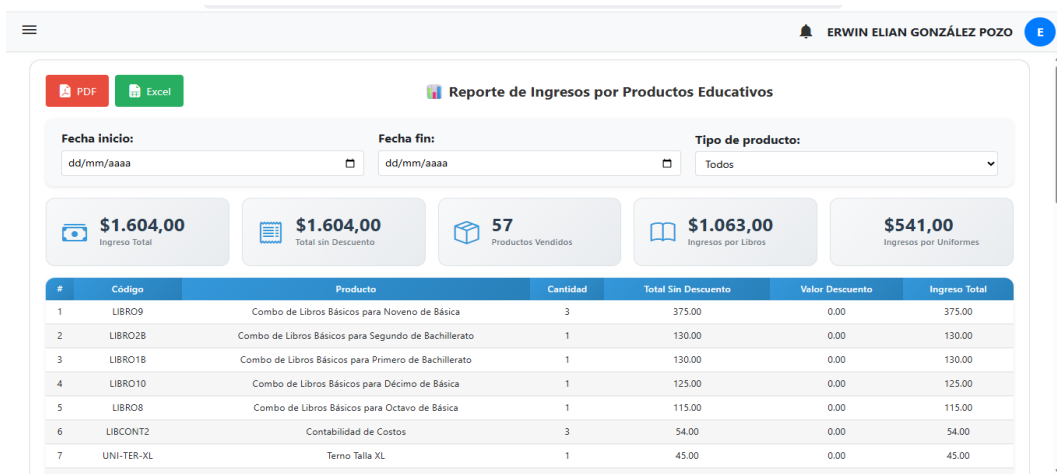 ERWIN ELIAN GONZÁLEZ POZO E
PDF Excel Reporte de Ingresos por Productos Educativos
Fecha inicio: Fecha fin: Tipo de producto:
dd/mm/aaaa dd/mm/aaaa Todos
$1.604,00 $1.604,00 57 $1.063,00 $541,00
Ingreso Total Total sin Descuento Productos Vendidos Ingresos por Libros Ingresos por Uniformes
# Código Producto Cantidad Total Sin Descuento Valor Descuento Ingreso Total
1 LIBRO9 Combo de Libros Básicos para Noveno de Básica 3 375.00 0.00 375.00
2 LIBRO2B Combo de Libros Básicos para Segundo de Bachillerato 1 130.00 0.00 130.00
3 LIBRO1B Combo de Libros Básicos para Primero de Bachillerato 1 130.00 0.00 130.00
4 LIBRO10 Combo de Libros Básicos para Décimo de Básica 1 125.00 0.00 125.00
5 LIBRO8 Combo de Libros Básicos para Octavo de Básica 1 115.00 0.00 115.00
6 LIBCONT2 Contabilidad de Costos 3 54.00 0.00 54.00
7 UNI-TER-XL Terno Talla XL 1 45.00 0.00 45.00